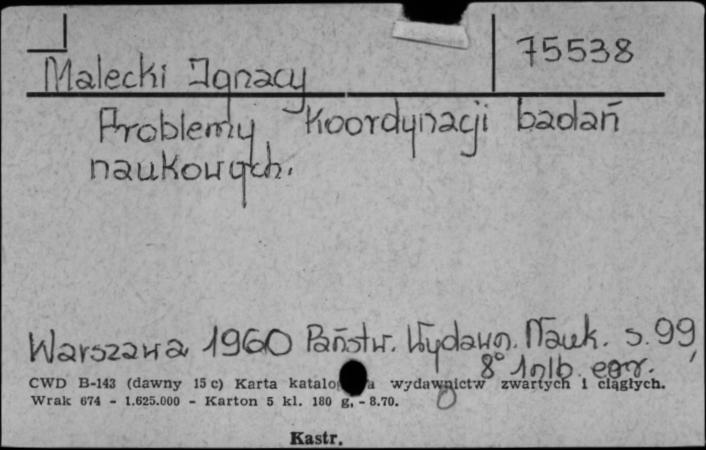 75538
Malecki Ignacy
Problemy koordynacji badań
naukowych.
Warszawa 1960 Państw. Wydawn. Nauk. s. 99,
8° 1 nlb. egz.
CWD B-143 (dawny 15 c) Karta katalogowa wydawnictw zwartych i ciągłych.
Wrak 674 - 1.625.000 - Karton 5 kl. 180 g. - 8.70.
Kastr.